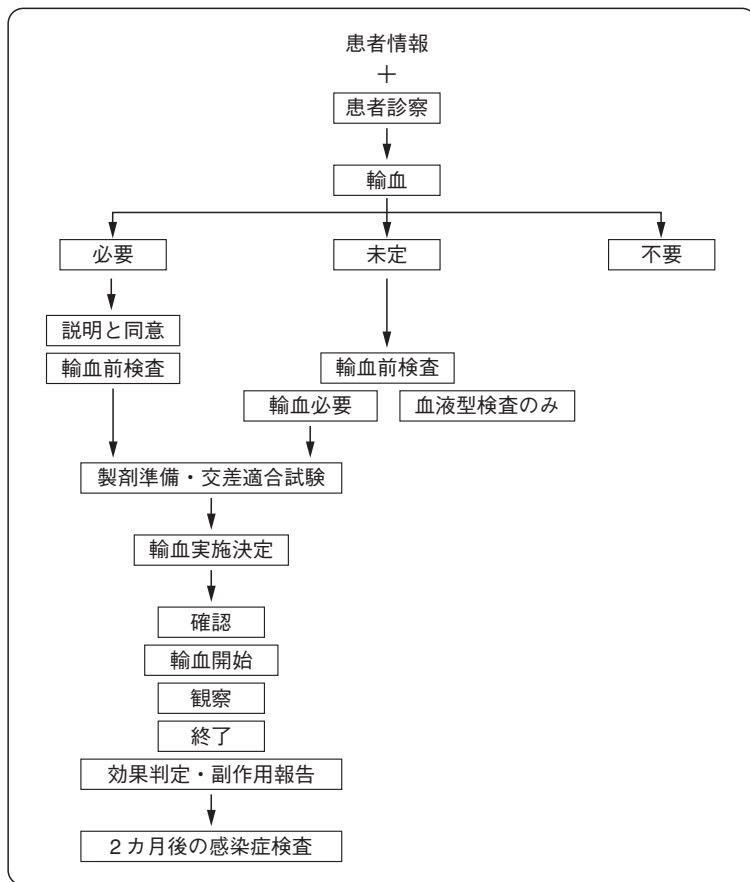 患者情報
＋
患者診察
輸血
必要
未定
不要
説明と同意
輸血前検査
輸血前検査
輸血必要
血液型検査のみ
製剤準備・交差適合試験
輸血実施決定
確認
輸血開始
観察
終了
効果判定・副作用報告
2カ月後の感染症検査